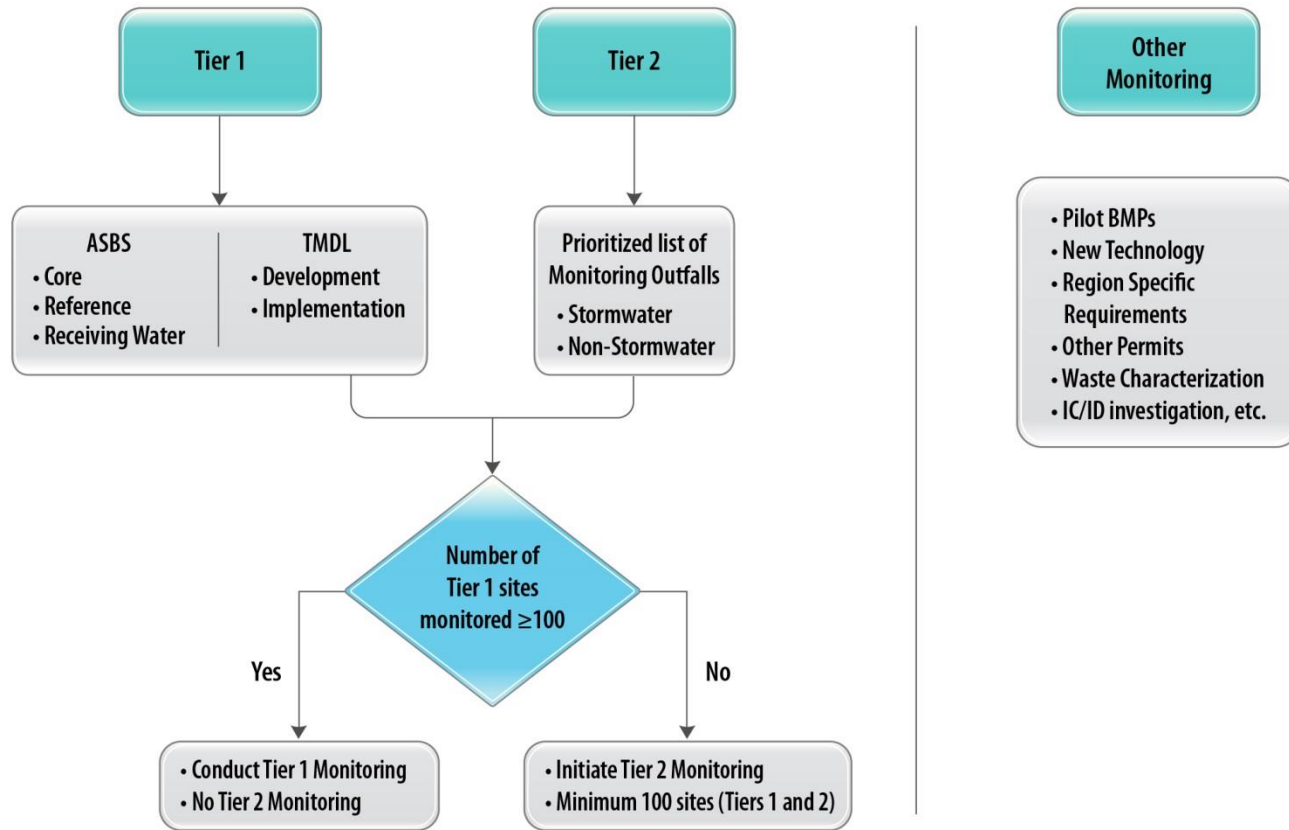 Tier 1
Tier 2
Other
Monitoring
ASBS
• Core
• Reference
• Receiving Water
TMDL
• Development
• Implementation
Prioritized list of
Monitoring Outfalls
• Stormwater
• Non-Stormwater
• Pilot BMPs
• New Technology
• Region Specific
Requirements
• Other Permits
• Waste Characterization
• IC/ID investigation, etc.
Number of
Tier 1 sites
monitored ≥100
Yes
No
• Conduct Tier 1 Monitoring
• No Tier 2 Monitoring
• Initiate Tier 2 Monitoring
• Minimum 100 sites (Tiers 1 and 2)